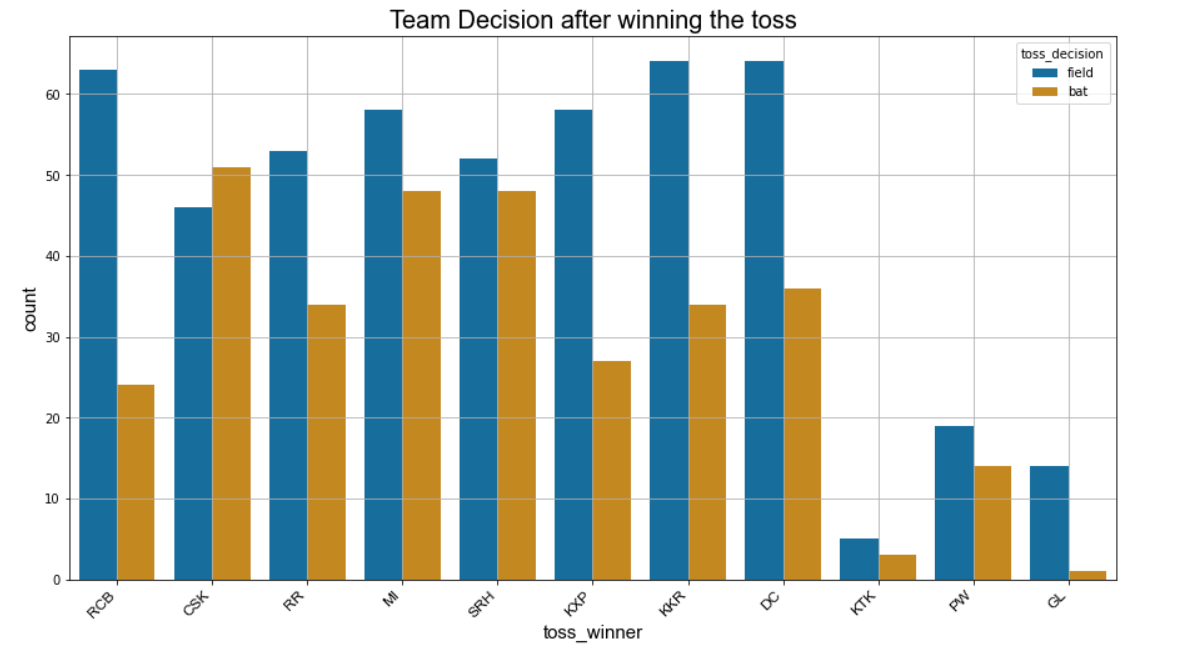 Team Decision after winning the toss
toss_decision
field
bat
60
50
40
30
20
10
0
count
RCB
CSK
RR
MI
SRH
KXP
KKR
DC
KTK
PW
GL
toss_winner